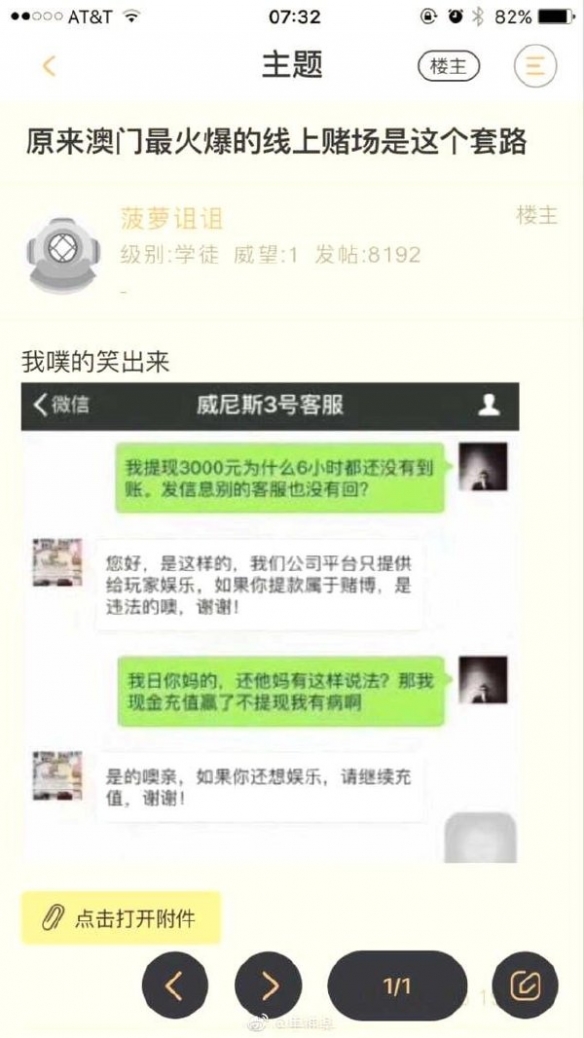 AT&T 07:32 82%
主题 楼主
原来澳门最火爆的线上赌场是这个套路
菠萝诅诅 楼主
级别:学徒 威望:1 发帖:8192
-
我噗的笑出来
微信 威尼斯3号客服
我提现3000元为什么6小时都还没有到
账。发信息别的客服也没有回?
您好，是这样的，我们公司平台只提供
给玩家娱乐，如果你提款属于赌博，是
违法的噢，谢谢!
我日你妈的，还他妈有这样说法? 那我
现金充值赢了不提现我有病啊
是的噢亲，如果你还想娱乐，请继续充
值，谢谢!
点击打开附件
1/1